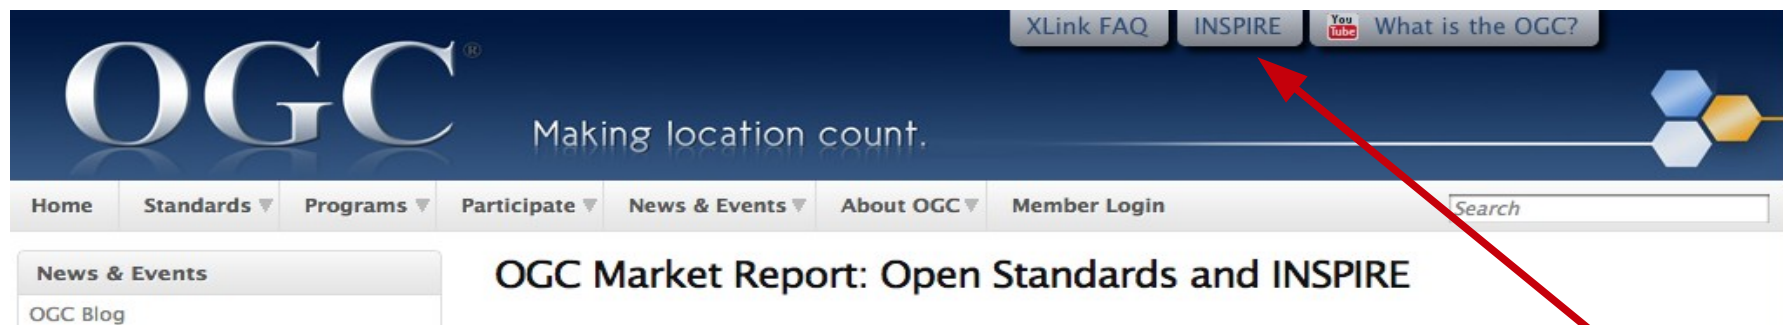 XLink FAQ INSPIRE You Tube What is the OGC?
OGC®
Making location count.
Home Standards Programs Participate News & Events About OGC Member Login Search
News & Events
OGC Market Report: Open Standards and INSPIRE
OGC Blog